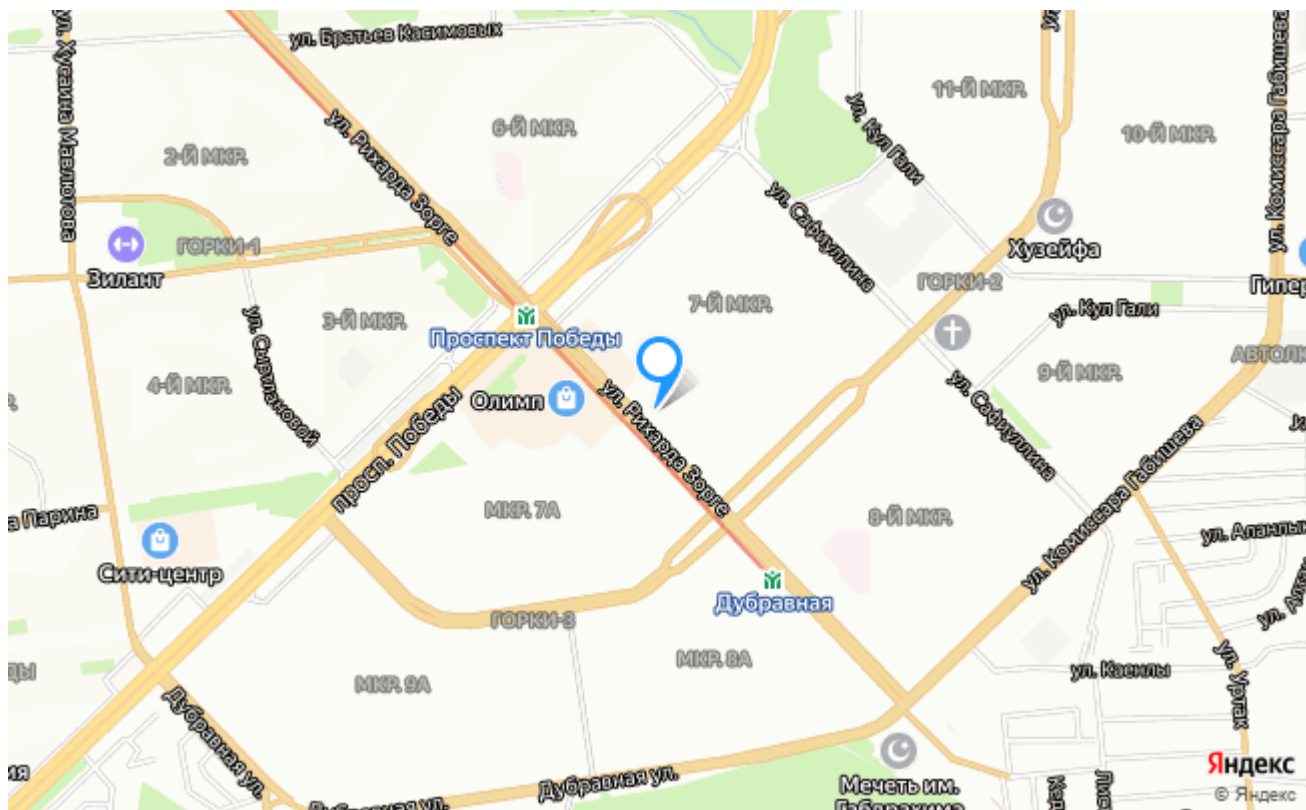 ул. Братьев Касимовых
ул. Хусаина Мавлютова
6-Й МКР.
11-Й МКР.
10-Й МКР.
ул. Комиссара Габишева
ул. Рихарда Зорге
2-Й МКР.
ул. Кул Гали
ул. Сафиуллина
ГОРКИ-1
Зилант
Хузейфа
ГОРКИ-2
Гипер
3-Й МКР.
Проспект Победы
7-Й МКР.
ул. Кул Гали
ул. Сыртлановой
4-Й МКР.
АВТОЛЮ
9-Й МКР.
Олимп
просп. Победы
ул. Рихарда Зорге
ул. Сафиуллина
ул. Комиссара Габишева
а Парина
МКР. 7А
8-Й МКР.
ул. Аланлык
Сити-центр
Дубравная
ГОРКИ-3
МКР. 8А
МКР. 9А
ДЫ
ул. Каенлы
ул. Уртак
Дубравная ул.
ия
Дубравная ул.
Дубравная ул.
Мечеть им.
Габдрахима
Яндекс
© Яндекс